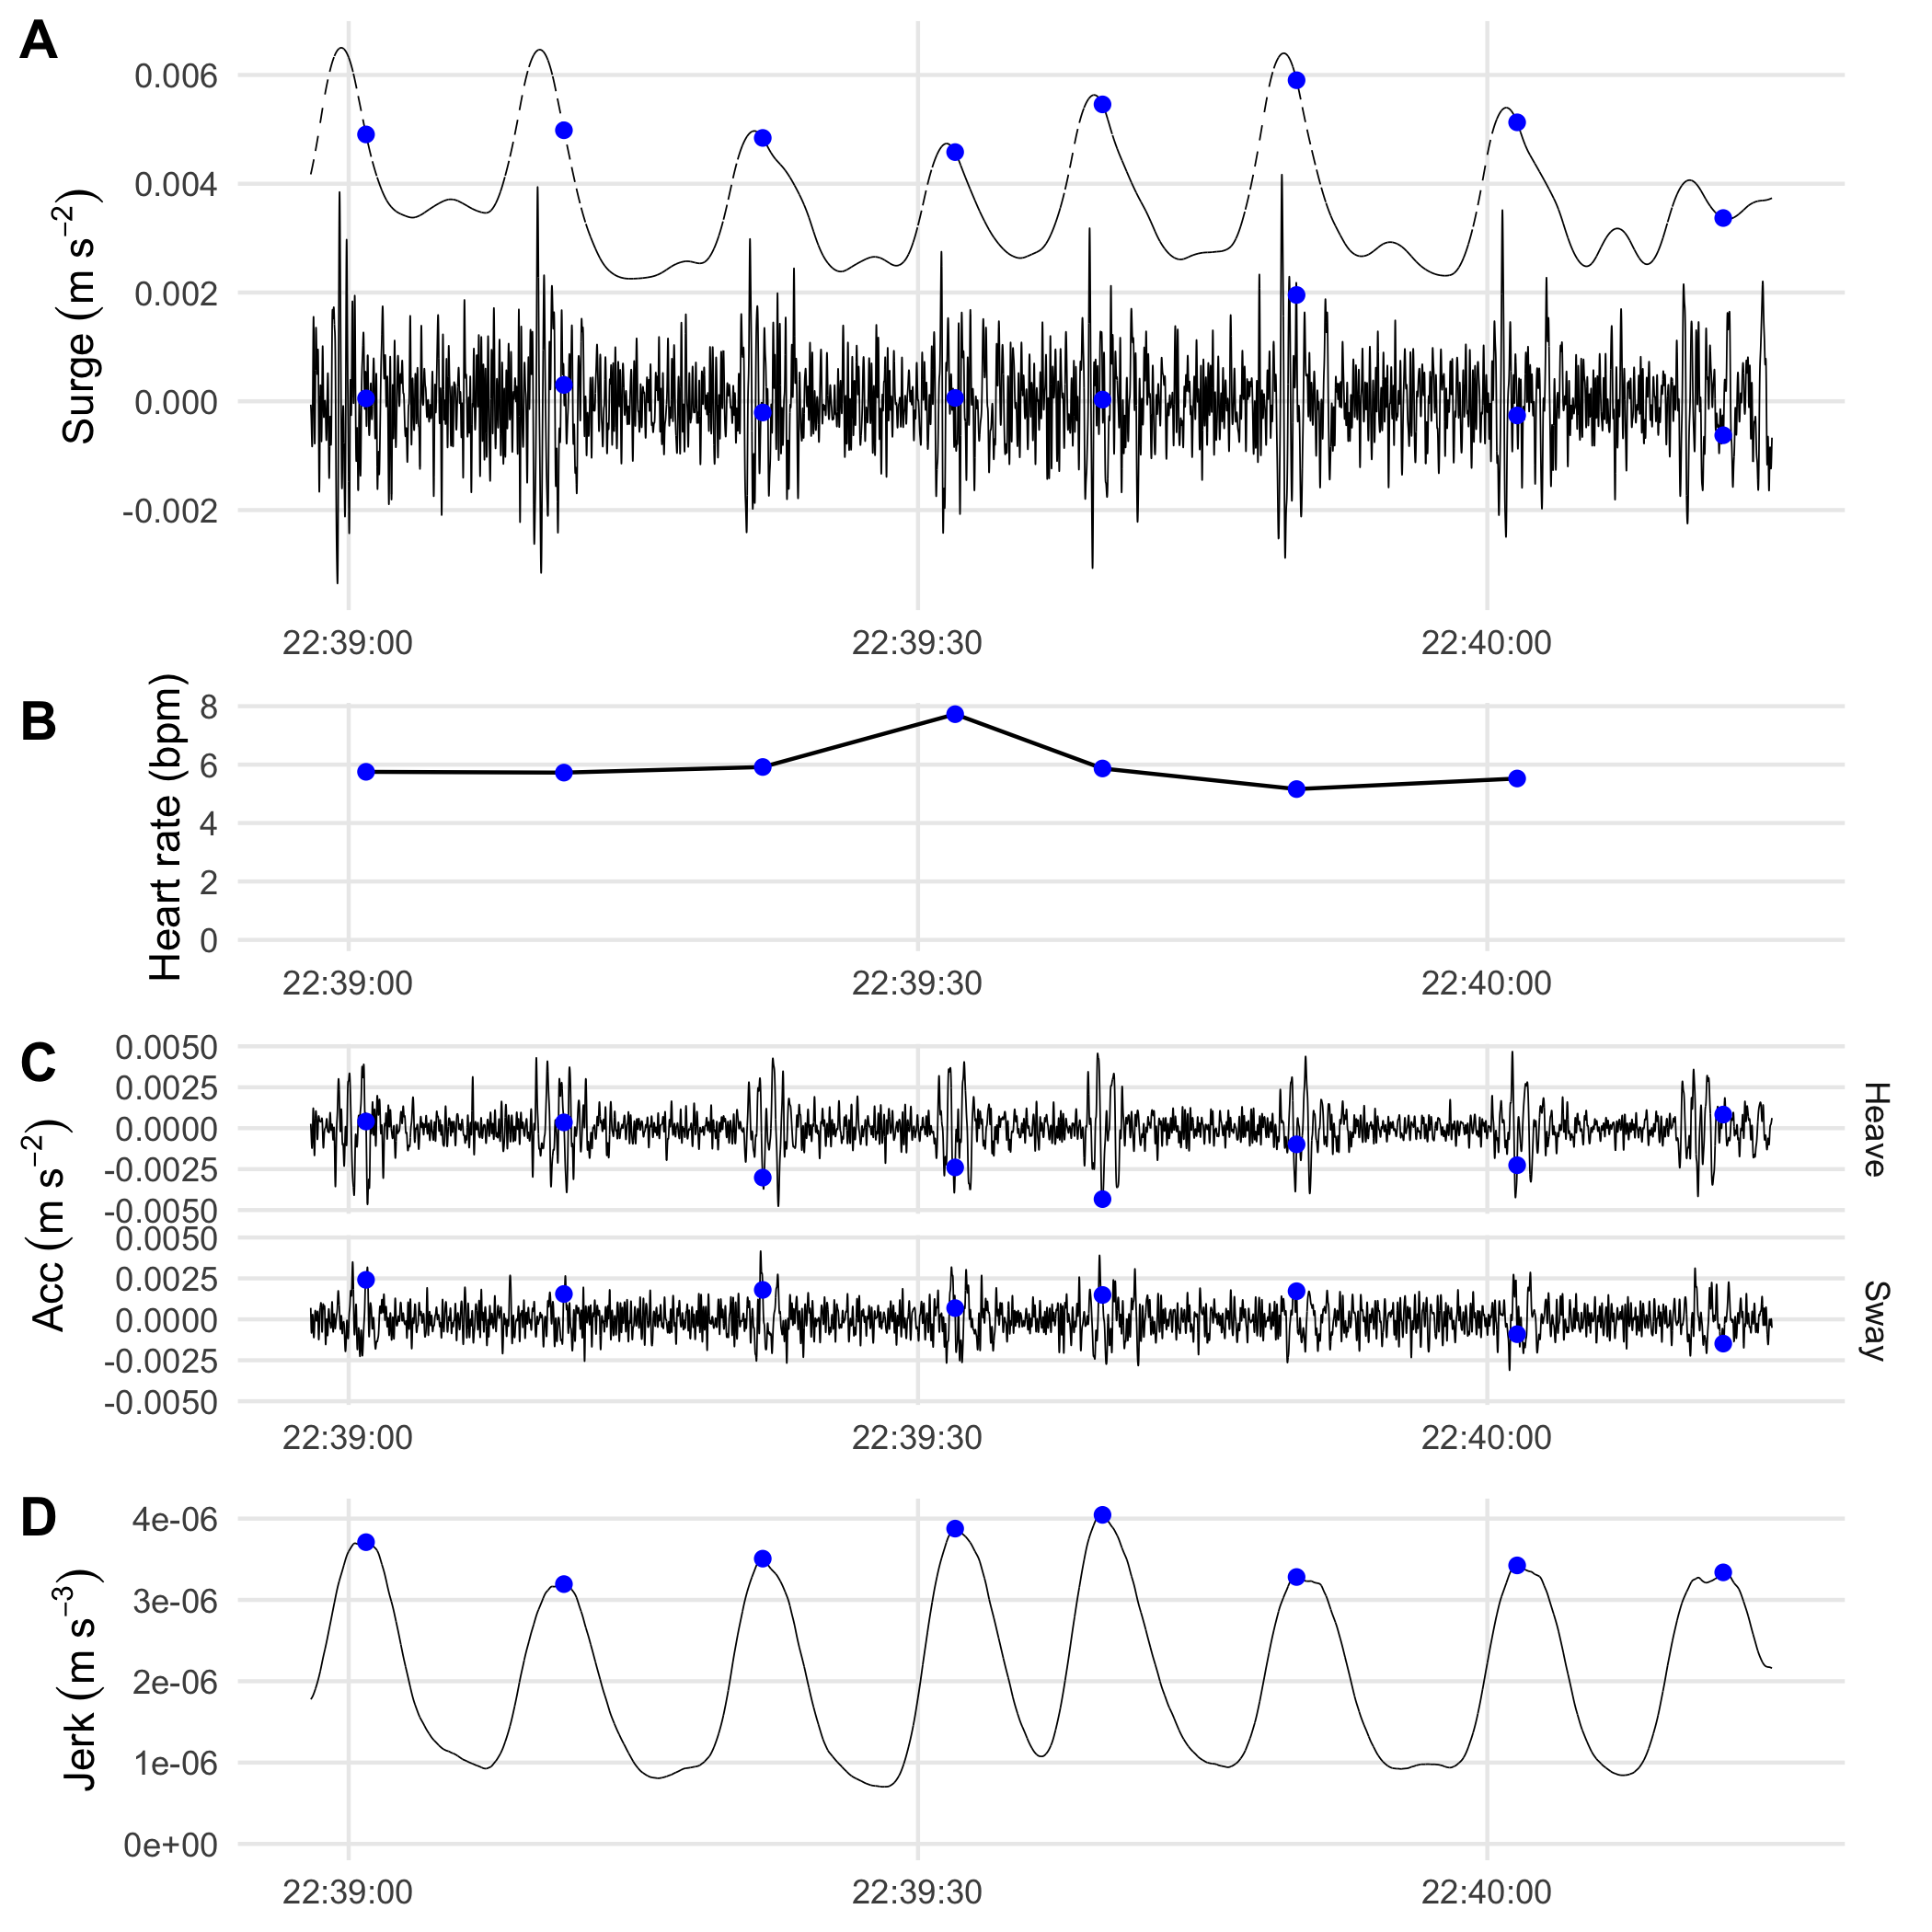 A
Surge (m s⁻²)
0.006
0.004
0.002
0.000
-0.002
22:39:00 22:39:30 22:40:00
B
Heart rate (bpm)
8
6
4
2
0
22:39:00 22:39:30 22:40:00
C
Acc (m s⁻²)
0.0050
0.0025
0.0000
-0.0025
-0.0050
Heave
0.0050
0.0025
0.0000
-0.0025
-0.0050
Sway
22:39:00 22:39:30 22:40:00
D
Jerk (m s⁻³)
4e-06
3e-06
2e-06
1e-06
0e+00
22:39:00 22:39:30 22:40:00